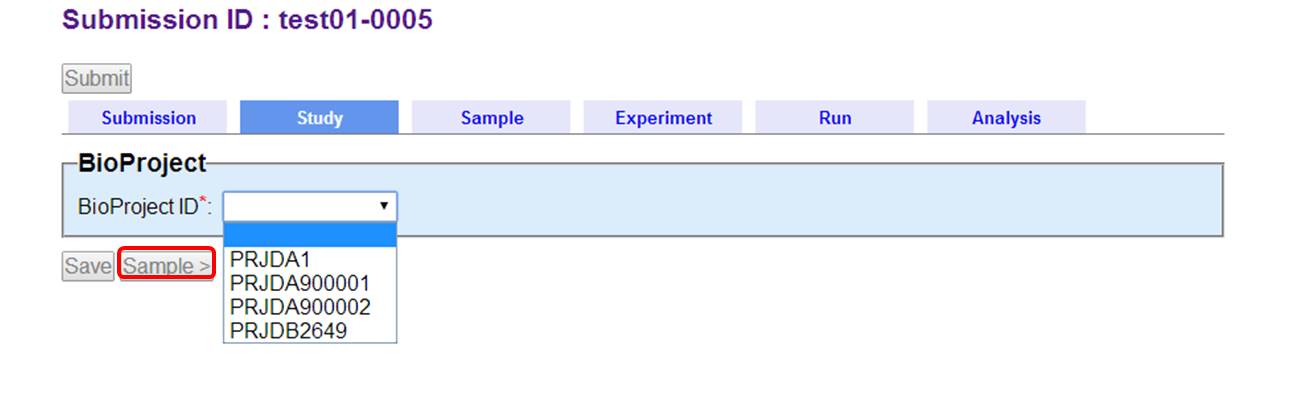 Submission ID : test01-0005
Submit
Submission Study Sample Experiment Run Analysis
BioProject
BioProject ID*:
Save Sample >
PRJDA1
PRJDA900001
PRJDA900002
PRJDB2649